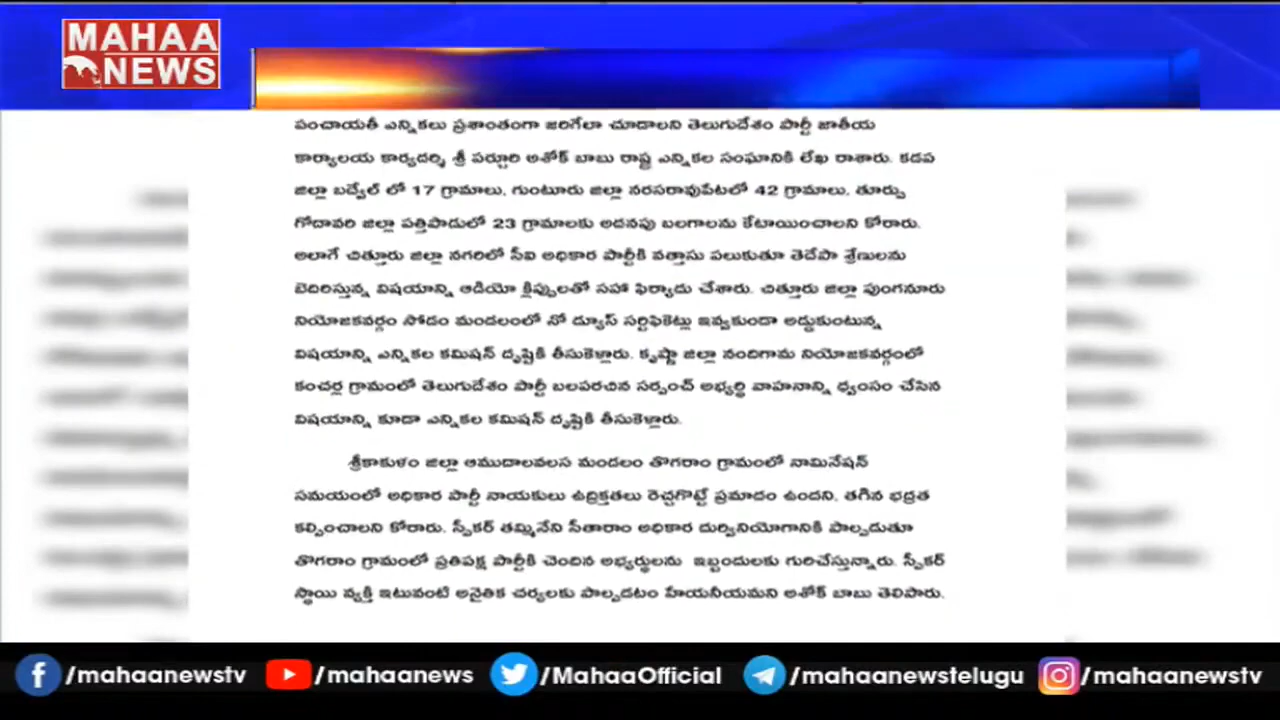 MAHAA
NEWS
పంచాయతీ ఎన్నికలు ప్రశాంతంగా జరిగేలా చూడాలని తెలుగుదేశం పార్టీ జాతీయ
కార్యాలయ కార్యదర్శి శ్రీ పర్చూరి అశోక్ బాబు రాష్ట్ర ఎన్నికల సంఘానికి లేఖ రాశారు. కడప
జిల్లా బద్వేల్ లో 17 గ్రామాలు, గుంటూరు జిల్లా నరసరావుపేటలో 42 గ్రామాలు, తూర్పు
గోదావరి జిల్లా పత్తిపాడులో 23 గ్రామాలకు అదనపు బలగాలను కేటాయించాలని కోరారు.
అలాగే చిత్తూరు జిల్లా నగరిలో సీఐ అధికార పార్టీకి వత్తాసు పలుకుతూ తెదేపా శ్రేణులను
బెదిరిస్తున్న విషయాన్ని ఆడియో క్లిప్పులతో సహా ఫిర్యాదు చేశారు. చిత్తూరు జిల్లా పుంగనూరు
నియోజకవర్గం సోదం మండలంలో నో డ్యూస్ సర్టిఫికెట్లు ఇవ్వకుండా అడ్డుకుంటున్న
విషయాన్ని ఎన్నికల కమిషన్ దృష్టికి తీసుకెళ్లారు. కృష్ణా జిల్లా నందిగామ నియోజకవర్గంలో
కంచర్ల గ్రామంలో తెలుగుదేశం పార్టీ బలపరచిన సర్పంచ్ అభ్యర్థి వాహనాన్ని ధ్వంసం చేసిన
విషయాన్ని కూడా ఎన్నికల కమిషన్ దృష్టికి తీసుకెళ్లారు.
శ్రీకాకుళం జిల్లా ఆముదాలవలస మండలం తొగరాం గ్రామంలో నామినేషన్
సమయంలో అధికార పార్టీ నాయకులు ఉద్రిక్తతలు రెచ్చగొట్టే ప్రమాదం ఉందని, తగిన భద్రత
కల్పించాలని కోరారు. స్పీకర్ తమ్మినేని సీతారాం అధికార దుర్వినియోగానికి పాల్పడుతూ
తొగరాం గ్రామంలో ప్రతిపక్ష పార్టీకి చెందిన అభ్యర్థులను ఇబ్బందులకు గురిచేస్తున్నారు. స్పీకర్
స్థాయి వ్యక్తి ఇటువంటి అనైతిక చర్యలకు పాల్పడటం హేయనీయమని అశోక్ బాబు తెలిపారు.
/mahaanewstv /mahaanews /MahaaOfficial /mahaanewstelugu /mahaanewstv